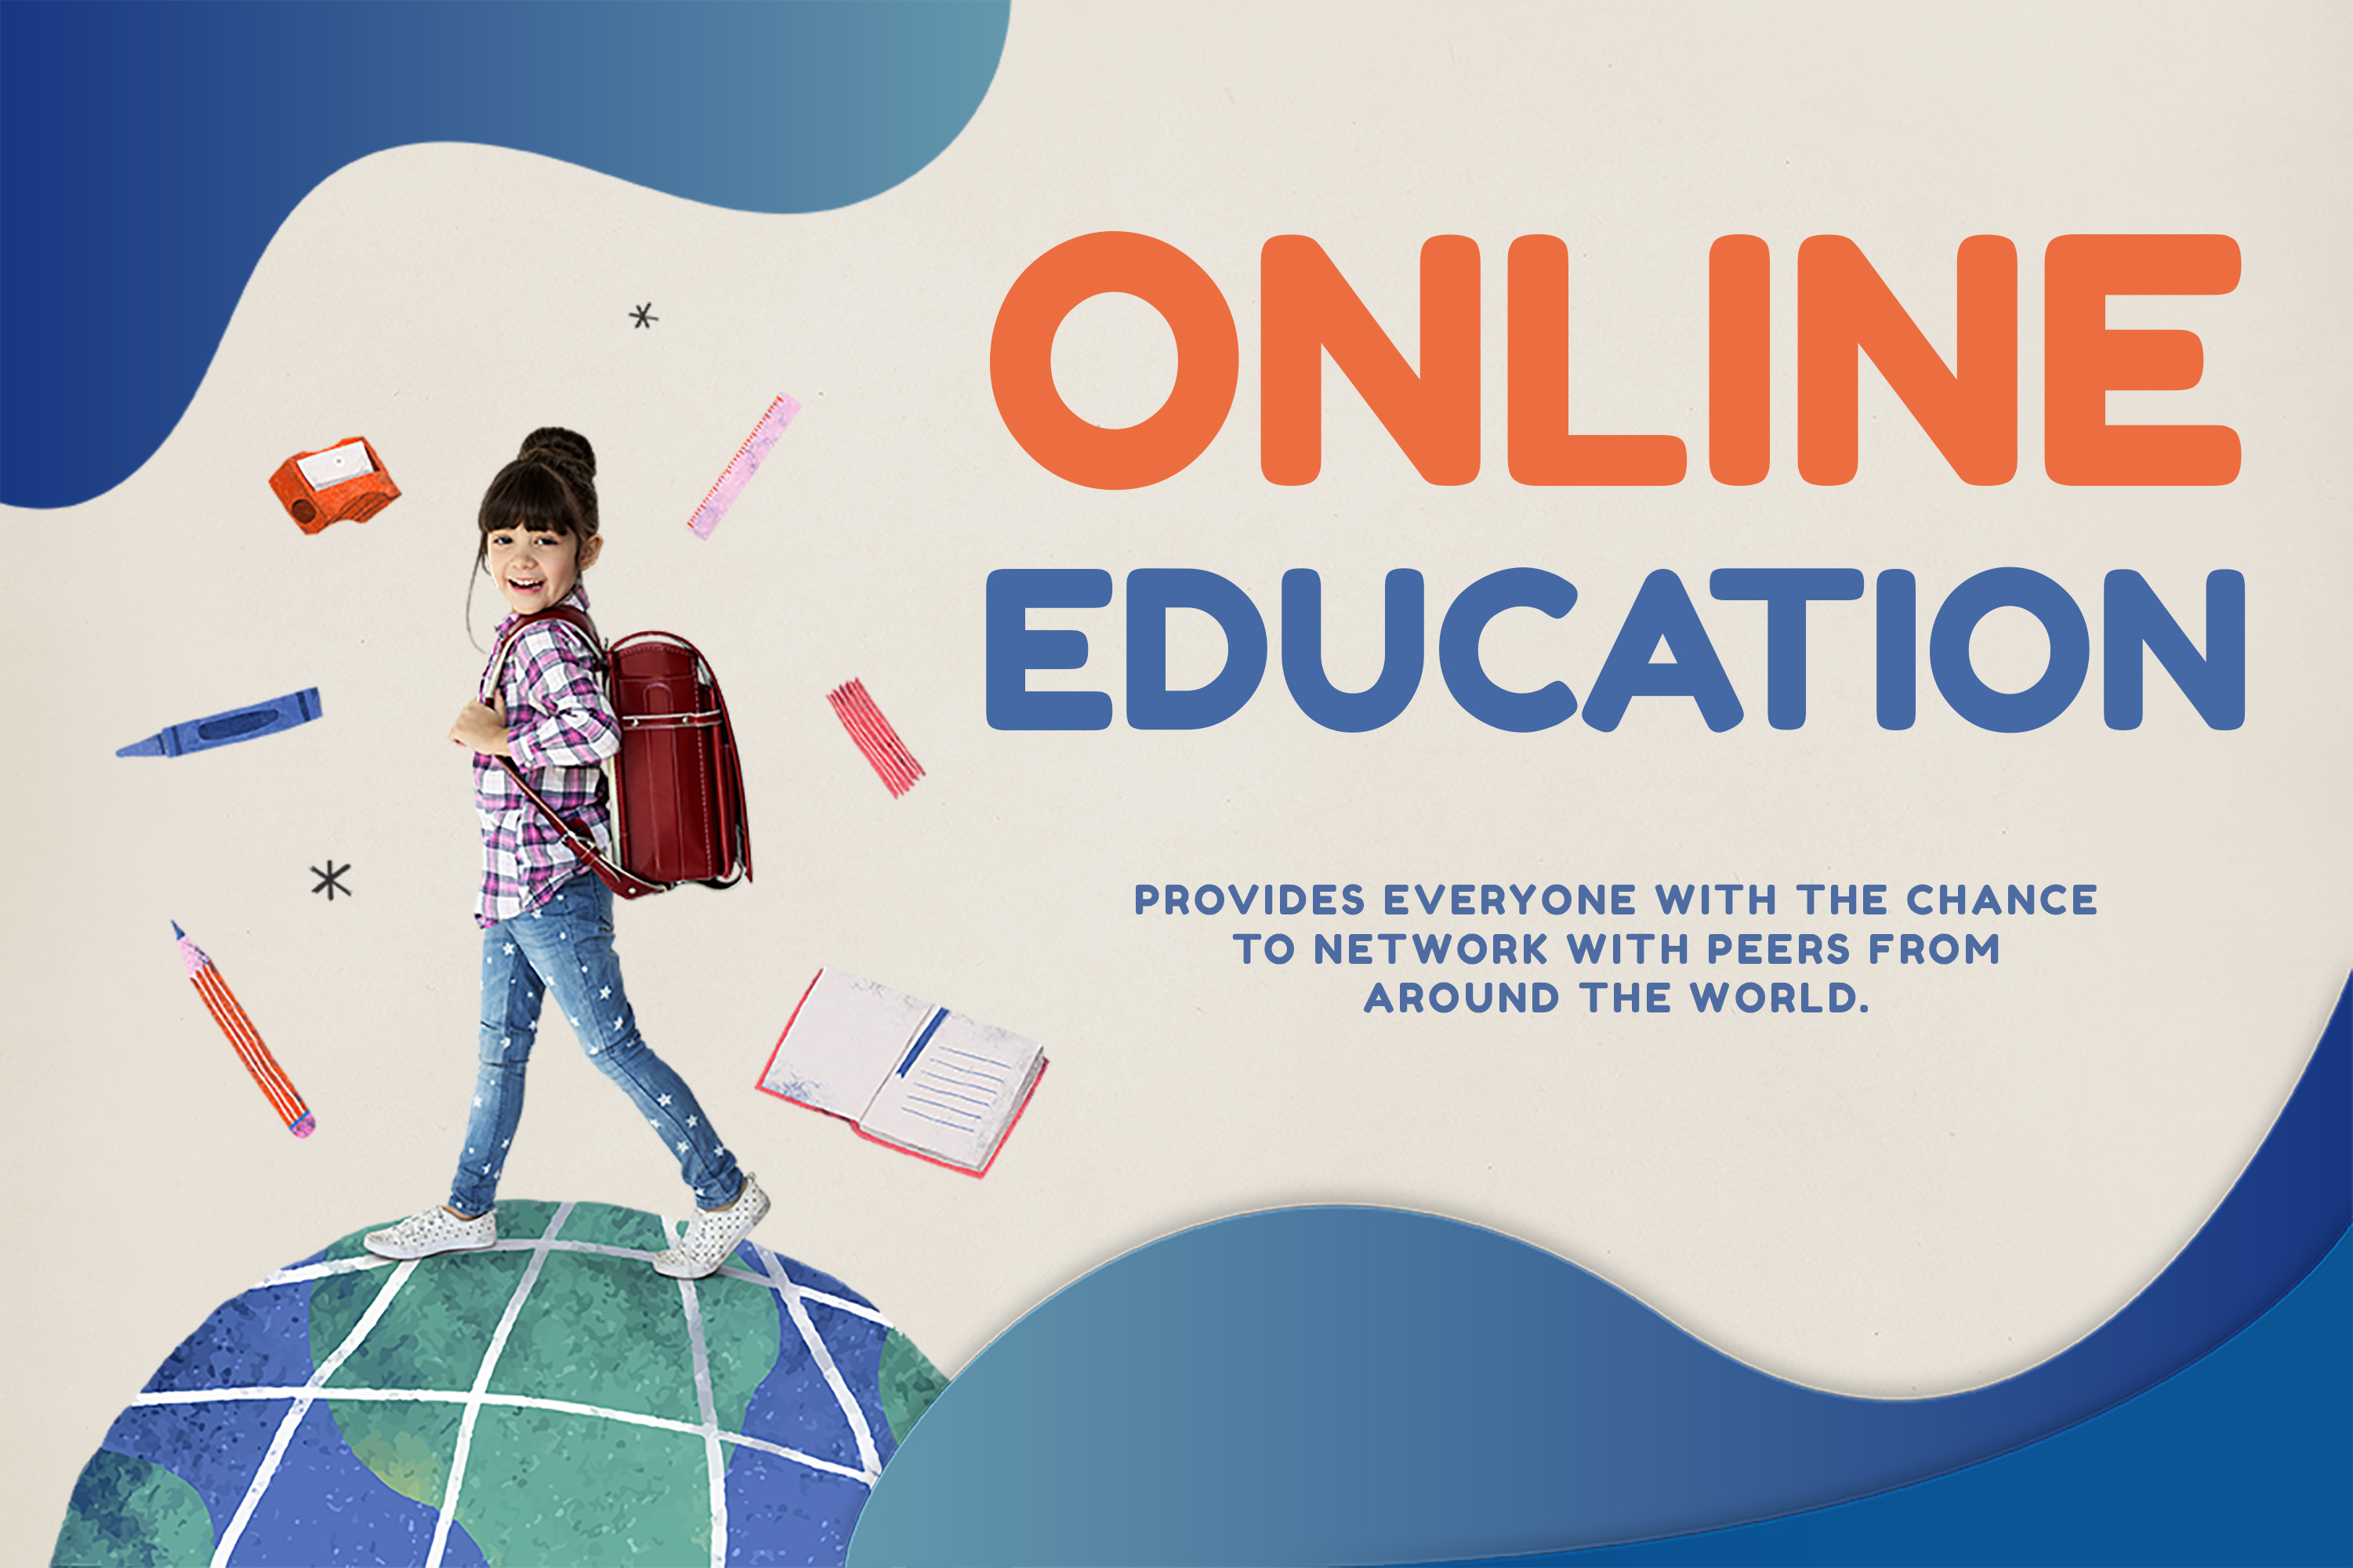 ONLINE
EDUCATION
PROVIDES EVERYONE WITH THE CHANCE
TO NETWORK WITH PEERS FROM
AROUND THE WORLD.